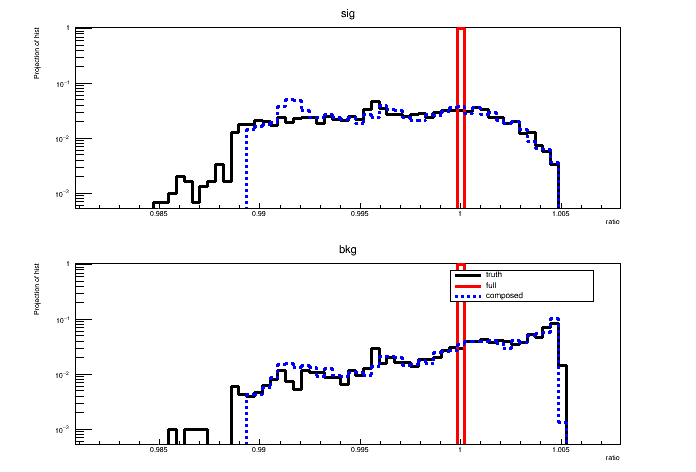 sig
Projection of hist
1
10⁻¹
10⁻²
10⁻³
0.985 0.99 0.995 1 1.005
ratio
bkg
Projection of hist
1
10⁻¹
10⁻²
10⁻³
truth
full
composed
0.985 0.99 0.995 1 1.005
ratio